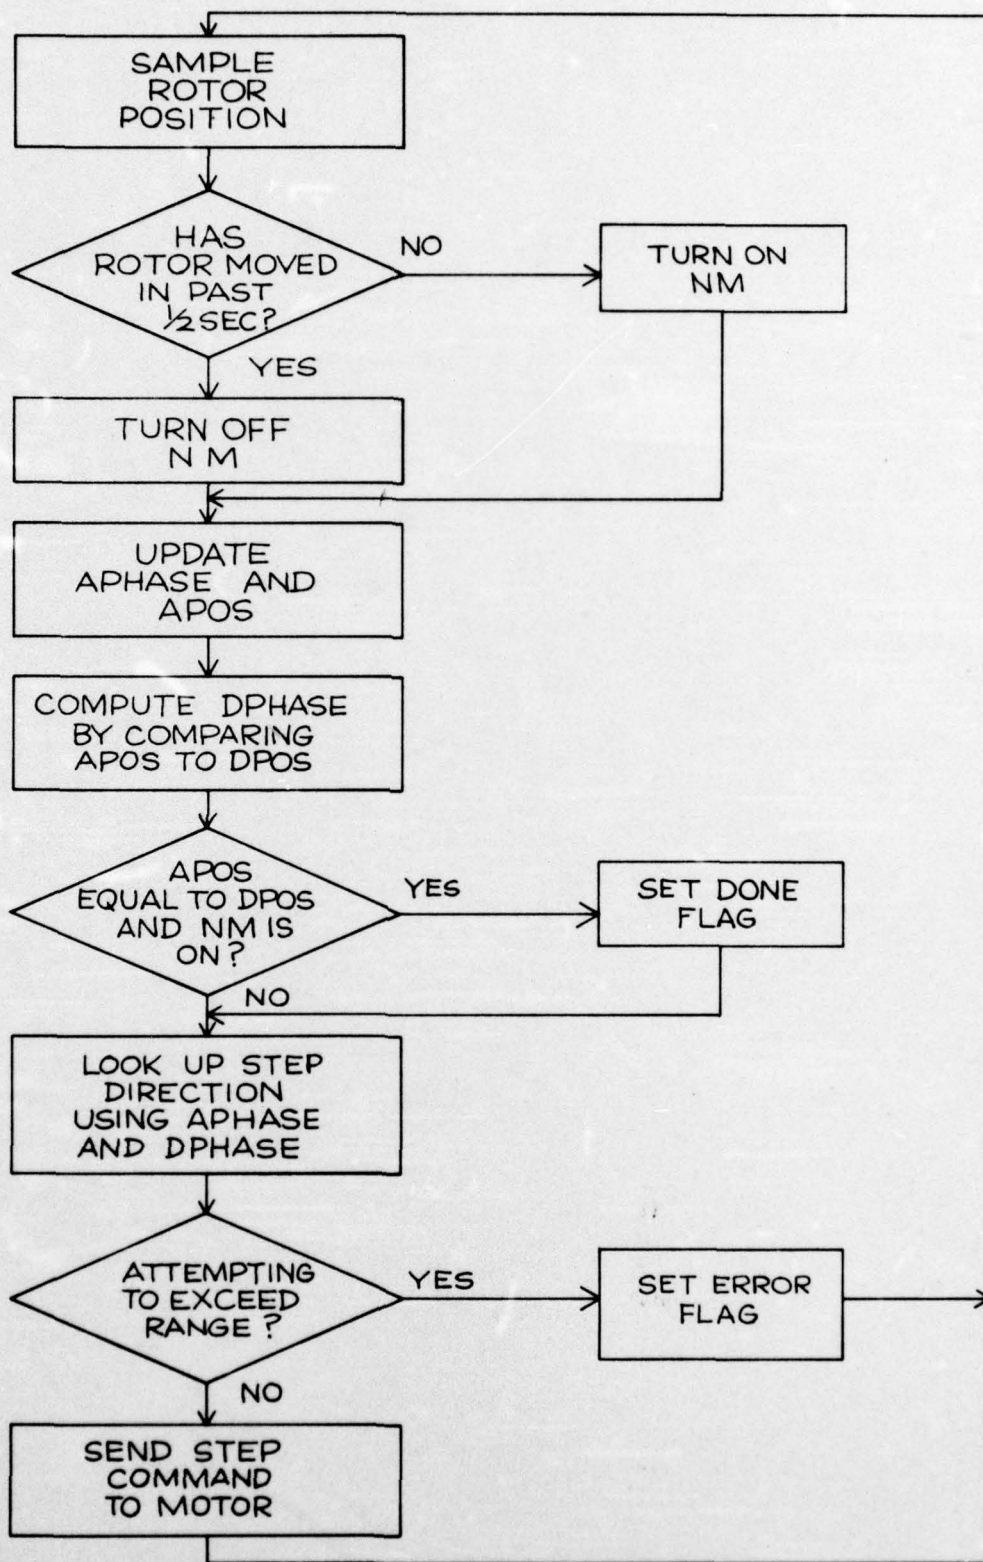 SAMPLE
ROTOR
POSITION
HAS
ROTOR MOVED
IN PAST
½ SEC?
NO
TURN ON
NM
YES
TURN OFF
NM
UPDATE
APHASE AND
APOS
COMPUTE DPHASE
BY COMPARING
APOS TO DPOS
APOS
EQUAL TO DPOS
AND NM IS
ON?
YES
SET DONE
FLAG
NO
LOOK UP STEP
DIRECTION
USING APHASE
AND DPHASE
ATTEMPTING
TO EXCEED
RANGE?
YES
SET ERROR
FLAG
NO
SEND STEP
COMMAND
TO MOTOR